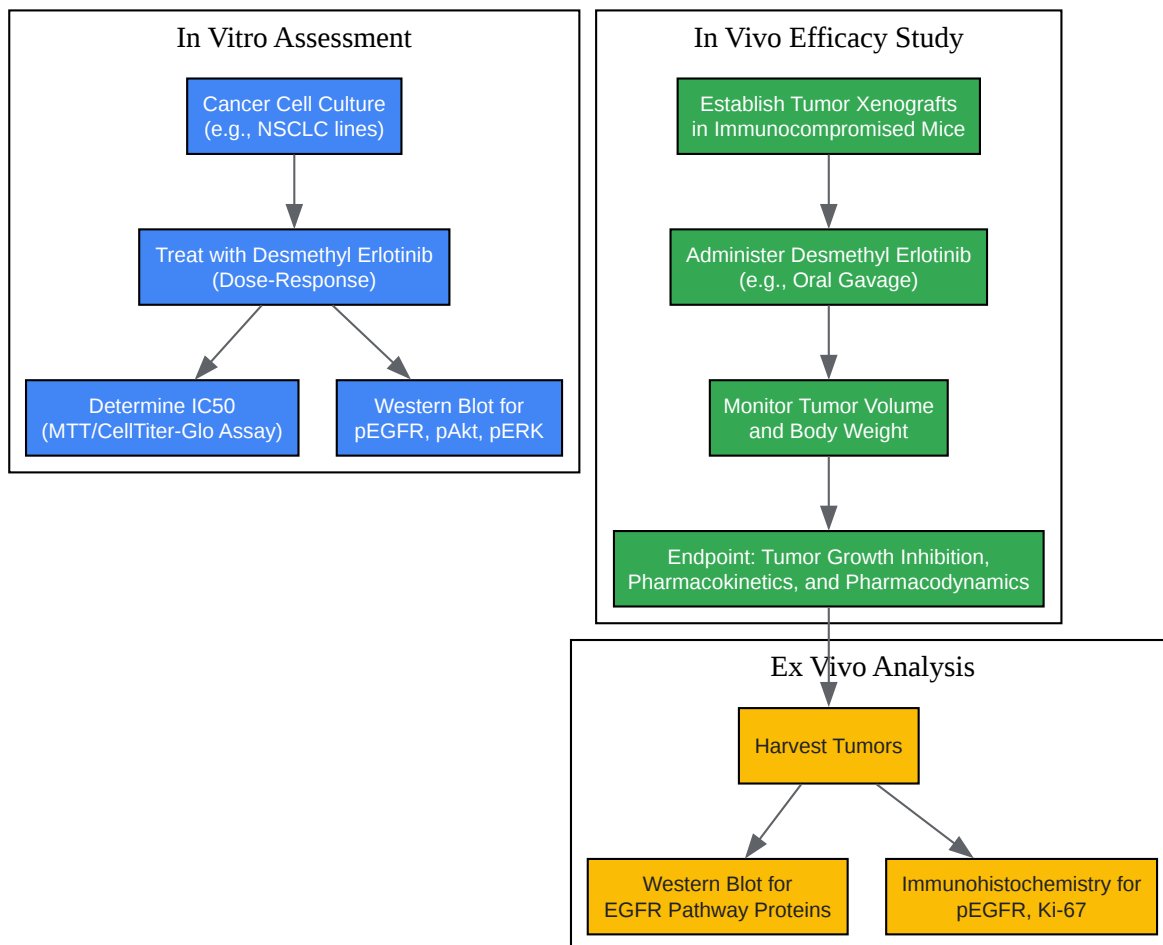 In Vitro Assessment
Cancer Cell Culture
(e.g., NSCLC lines)
Treat with Desmethyl Erlotinib
(Dose-Response)
Determine IC50
(MTT/CellTiter-Glo Assay)
Western Blot for
pEGFR, pAkt, pERK
In Vivo Efficacy Study
Establish Tumor Xenografts
in Immunocompromised Mice
Administer Desmethyl Erlotinib
(e.g., Oral Gavage)
Monitor Tumor Volume
and Body Weight
Endpoint: Tumor Growth Inhibition,
Pharmacokinetics, and Pharmacodynamics
Ex Vivo Analysis
Harvest Tumors
Western Blot for
EGFR Pathway Proteins
Immunohistochemistry for
pEGFR, Ki-67